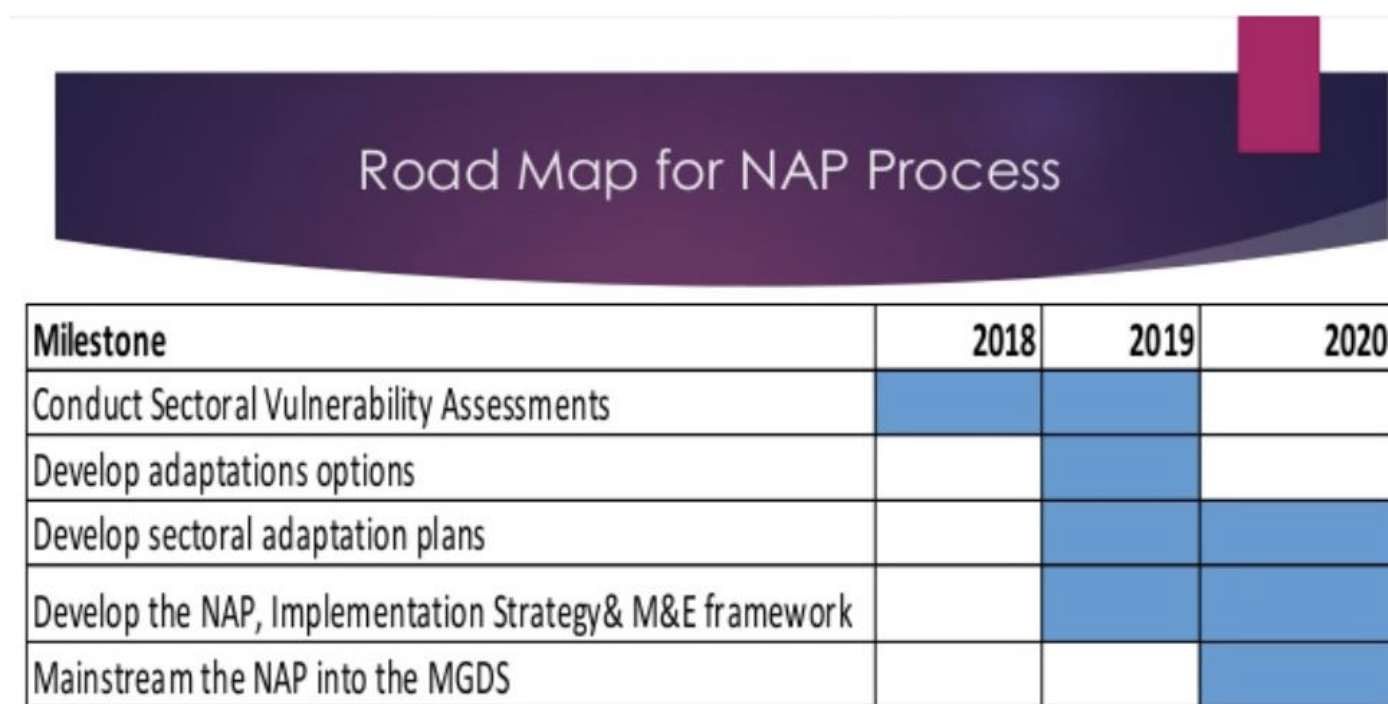 Road Map for NAP Process
Milestone 2018 2019 2020
Conduct Sectoral Vulnerability Assessments
Develop adaptations options
Develop sectoral adaptation plans
Develop the NAP, Implementation Strategy& M&E framework
Mainstream the NAP into the MGDS